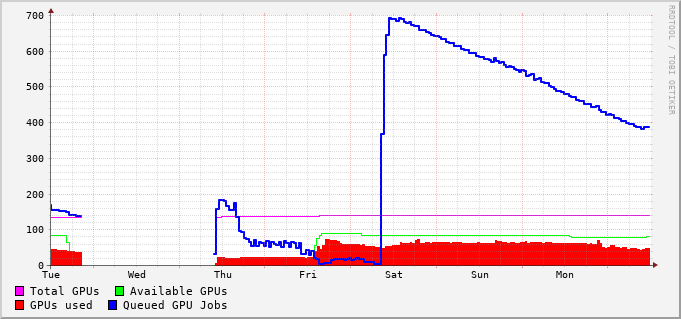 700
600
500
400
300
200
100
0
Tue Wed Thu Fri Sat Sun Mon
Total GPUs Available GPUs
GPUs used Queued GPU Jobs
RRDTOOL / TOBI OETIKER